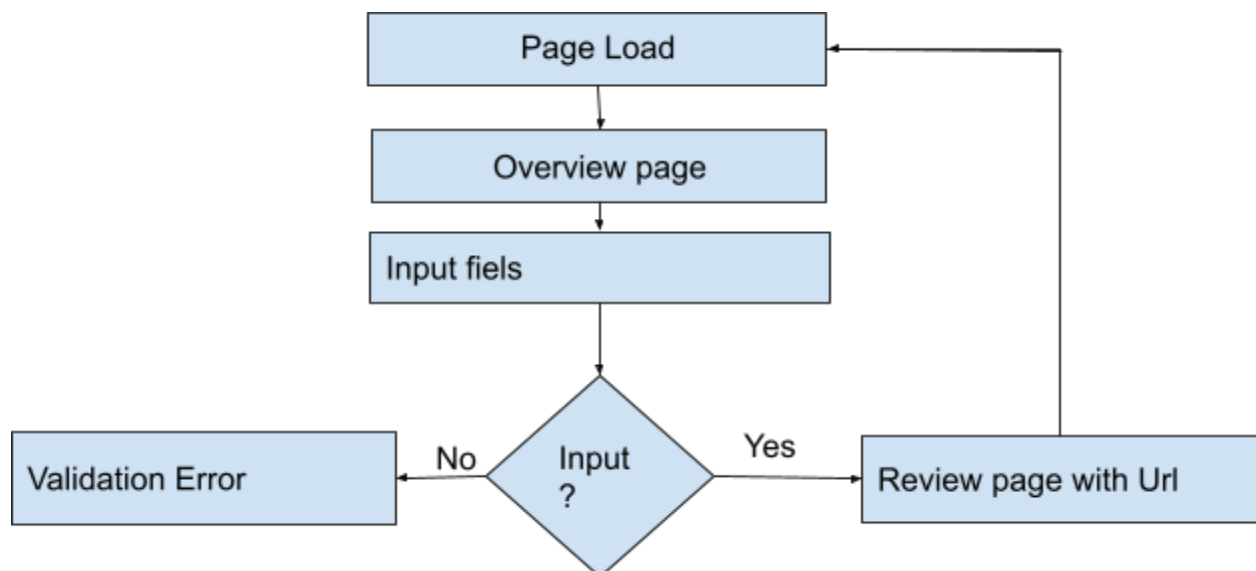 Page Load
Overview page
Input fiels
No
Yes
Validation Error
Input
?
Review page with Url